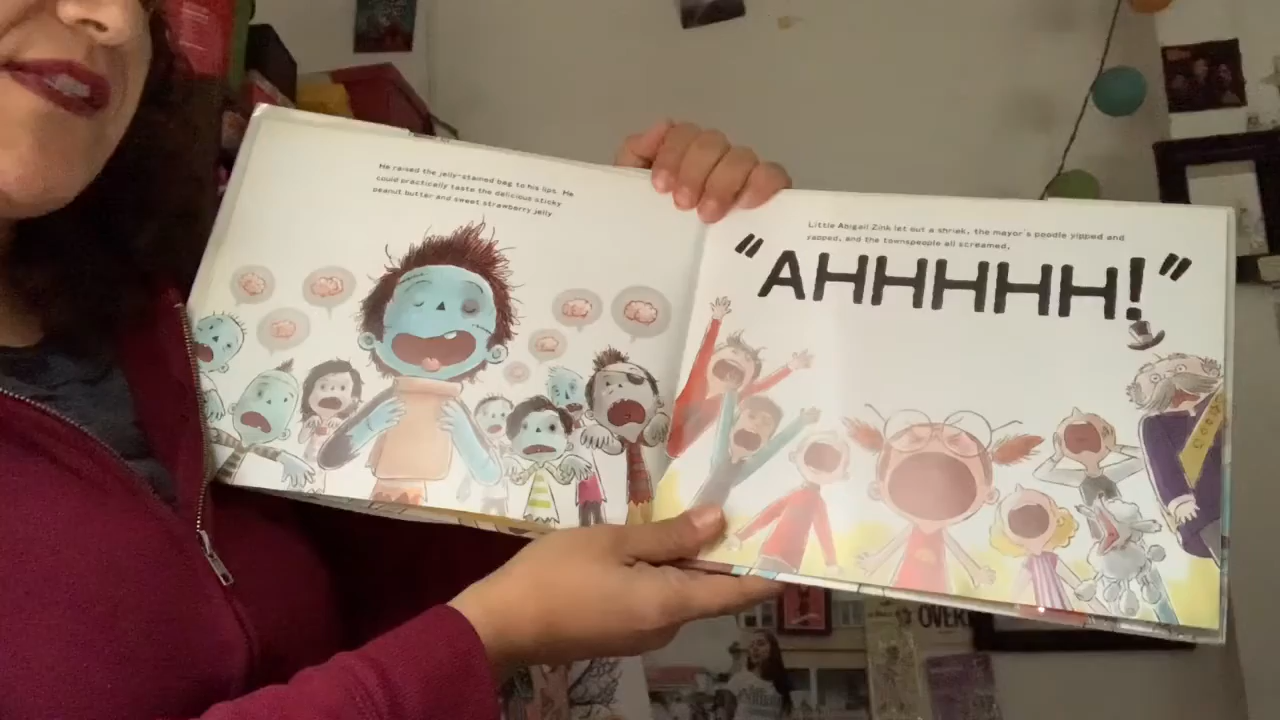 He raised the jelly-stained bag to his lips. He
could practically taste the delicious sticky
peanut butter and sweet strawberry jelly.
Little Abigail Zink let out a shriek, the mayor's poodle yipped and
yapped, and the townspeople all screamed,
"AHHHHH!"
OVER